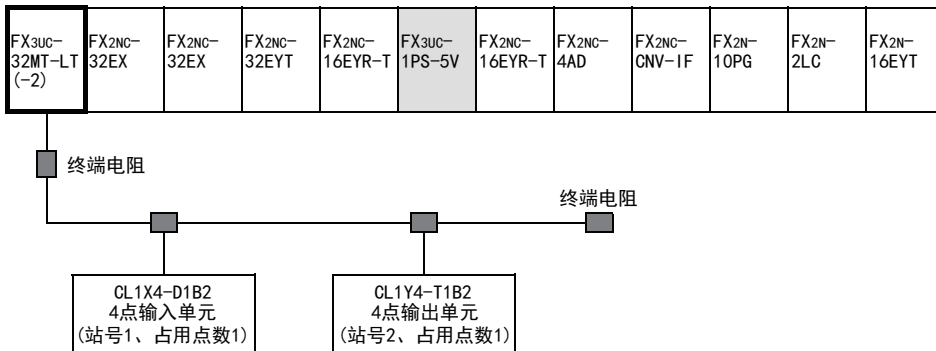 FX3UC-
32MT-LT
(-2)
FX2NC-
32EX
FX2NC-
32EX
FX2NC-
32EYT
FX2NC-
16EYR-T
FX3UC-
1PS-5V
FX2NC-
16EYR-T
FX2NC-
4AD
FX2NC-
CNV-IF
FX2N-
10PG
FX2N-
2LC
FX2N-
16EYT
终端电阻
终端电阻
CL1X4-D1B2
4点输入单元
(站号1、占用点数1)
CL1Y4-T1B2
4点输出单元
(站号2、占用点数1)